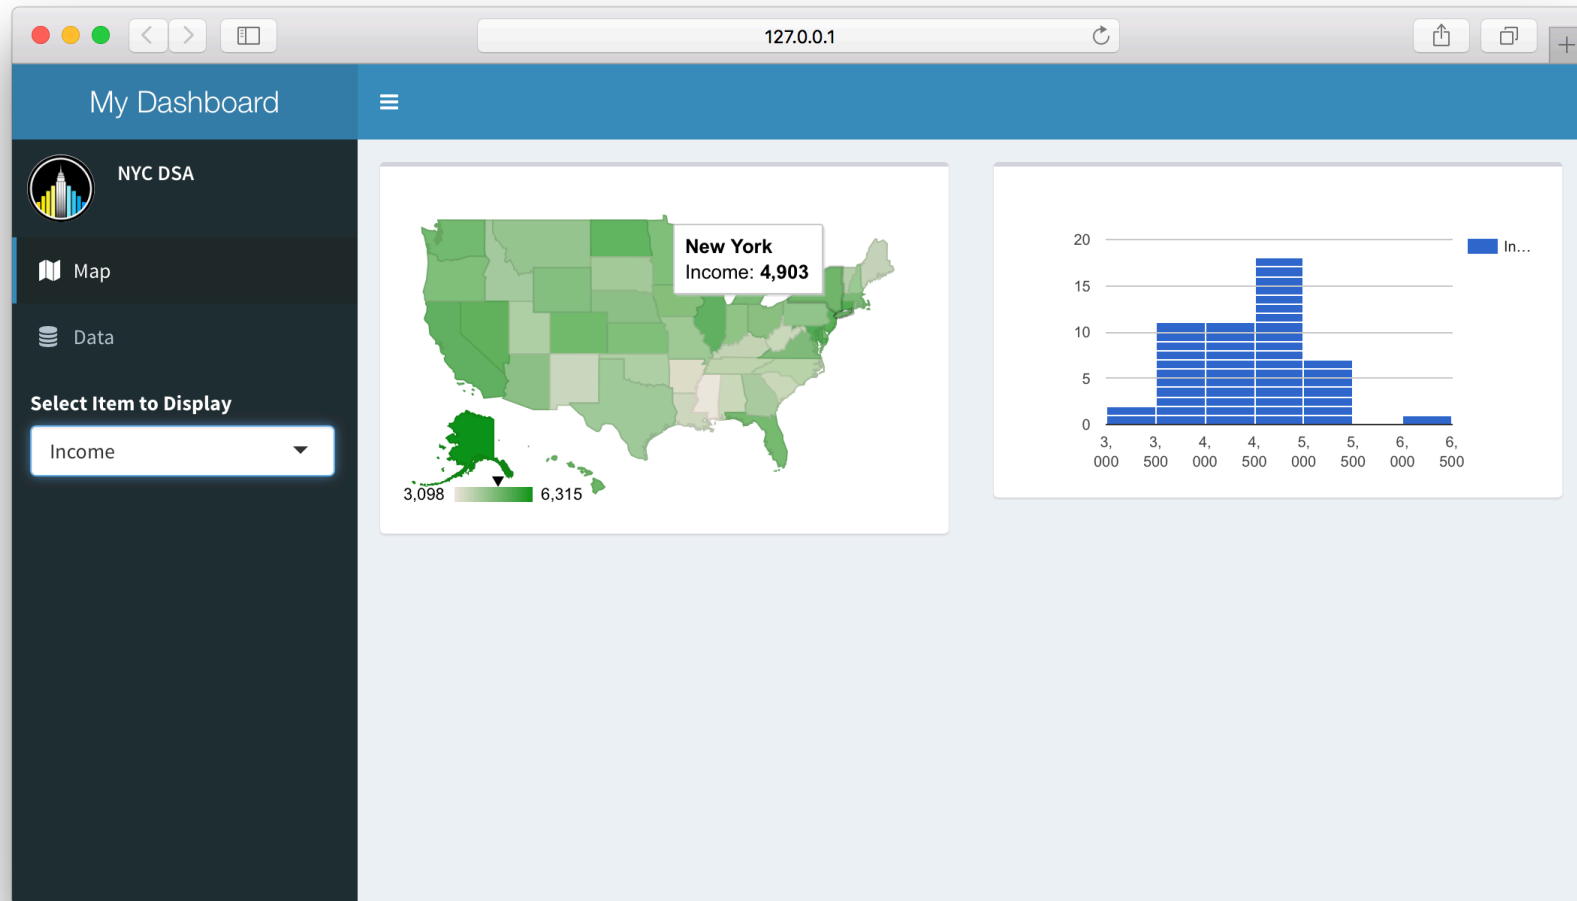 127.0.0.1
My Dashboard
NYC DSA
Map
Data
Select Item to Display
Income
New York
Income: 4,903
3,098
6,315
20
15
10
5
0
In...
3, 3, 4, 4, 5, 5, 6, 6,
000 500 000 500 000 500 000 500